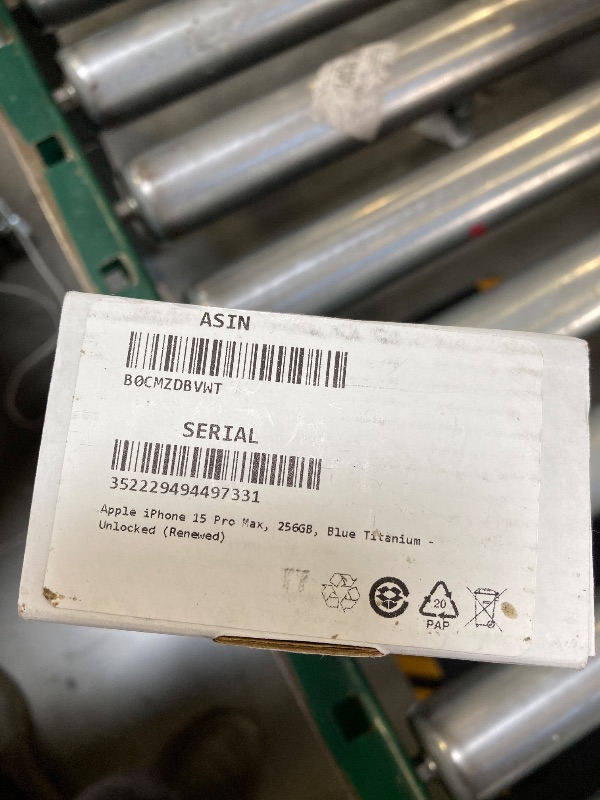 ASIN
B0CMZDBVWT
SERIAL
352229494497331
Apple iPhone 15 Pro Max, 256GB, Blue Titanium -
Unlocked (Renewed)
20
PAP